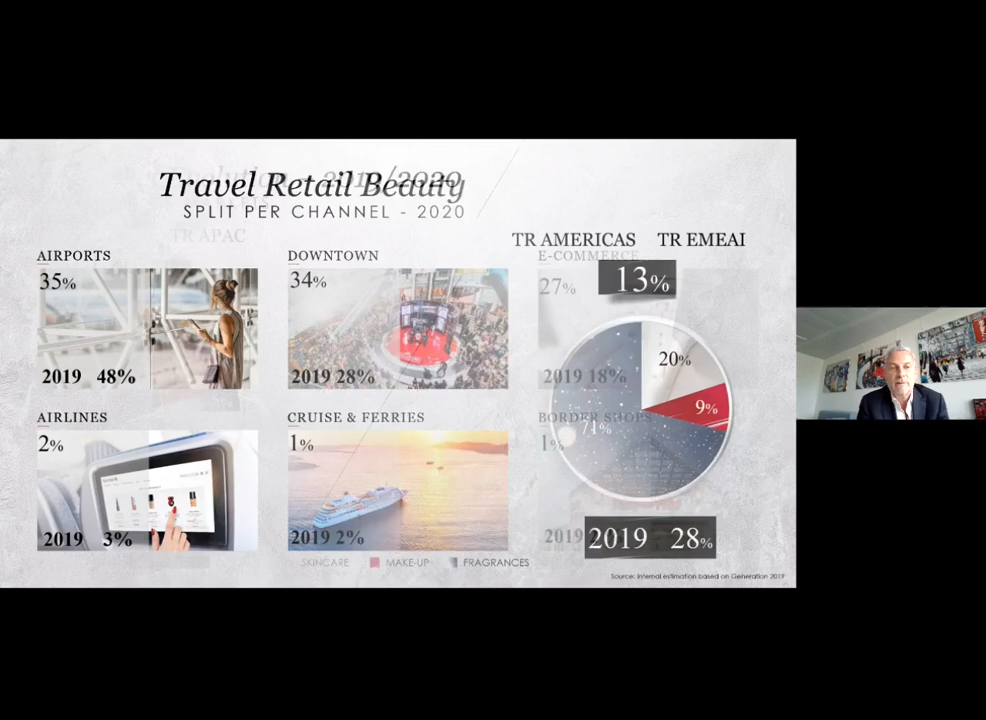 Travel Retail Beauty
SPLIT PER CHANNEL - 2020
TR APAC
TR AMERICAS TR EMEAI
AIRPORTS
35%
2019 48%
DOWNTOWN
34%
2019 28%
E-COMMERCE
27%
2019 18%
13%
20%
9%
71%
AIRLINES
2%
2019 3%
CRUISE & FERRIES
1%
2019 2%
BORDER SHOPS
1%
2019
2019 28%
SKINCARE MAKE-UP FRAGRANCES
Source: Internal estimation based on Generation 2019